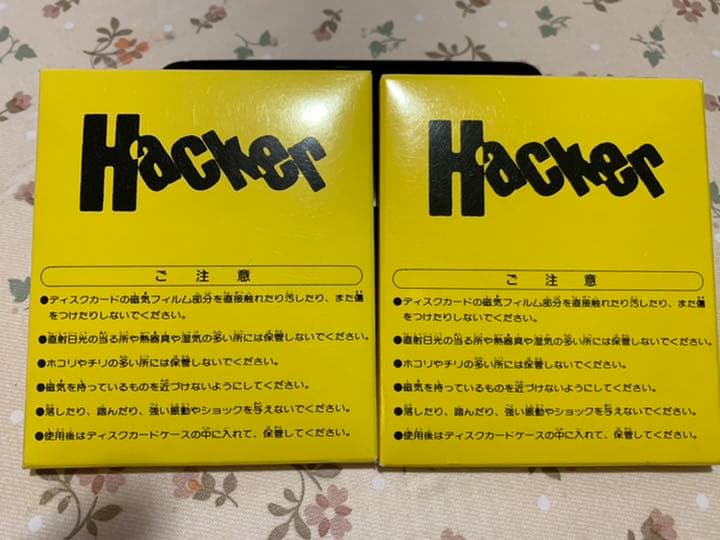 Hacker
ご注意
●ディスクカードの磁気フィルム部分を直接触れたり汚したり、また傷
をつけたりしないでください。
●直射日光の当る所や熱器具や湿気の多い所には保管しないでください。
●ホコリやチリの多い所には保管しないでください。
●磁気を持っているものを近づけないようにしてください。
●落したり、踏んだり、強い振動やショックを与えないでください。
●使用後はディスクカードケースの中に入れて、保管してください。
Hacker
ご注意
●ディスクカードの磁気フィルム部分を直接触れたり汚したり、また傷
をつけたりしないでください。
●直射日光の当る所や熱器具や湿気の多い所には保管しないでください。
●ホコリやチリの多い所には保管しないでください。
●磁気を持っているものを近づけないようにしてください。
●落したり、踏んだり、強い振動やショックを与えないでください。
●使用後はディスクカードケースの中に入れて、保管してください。